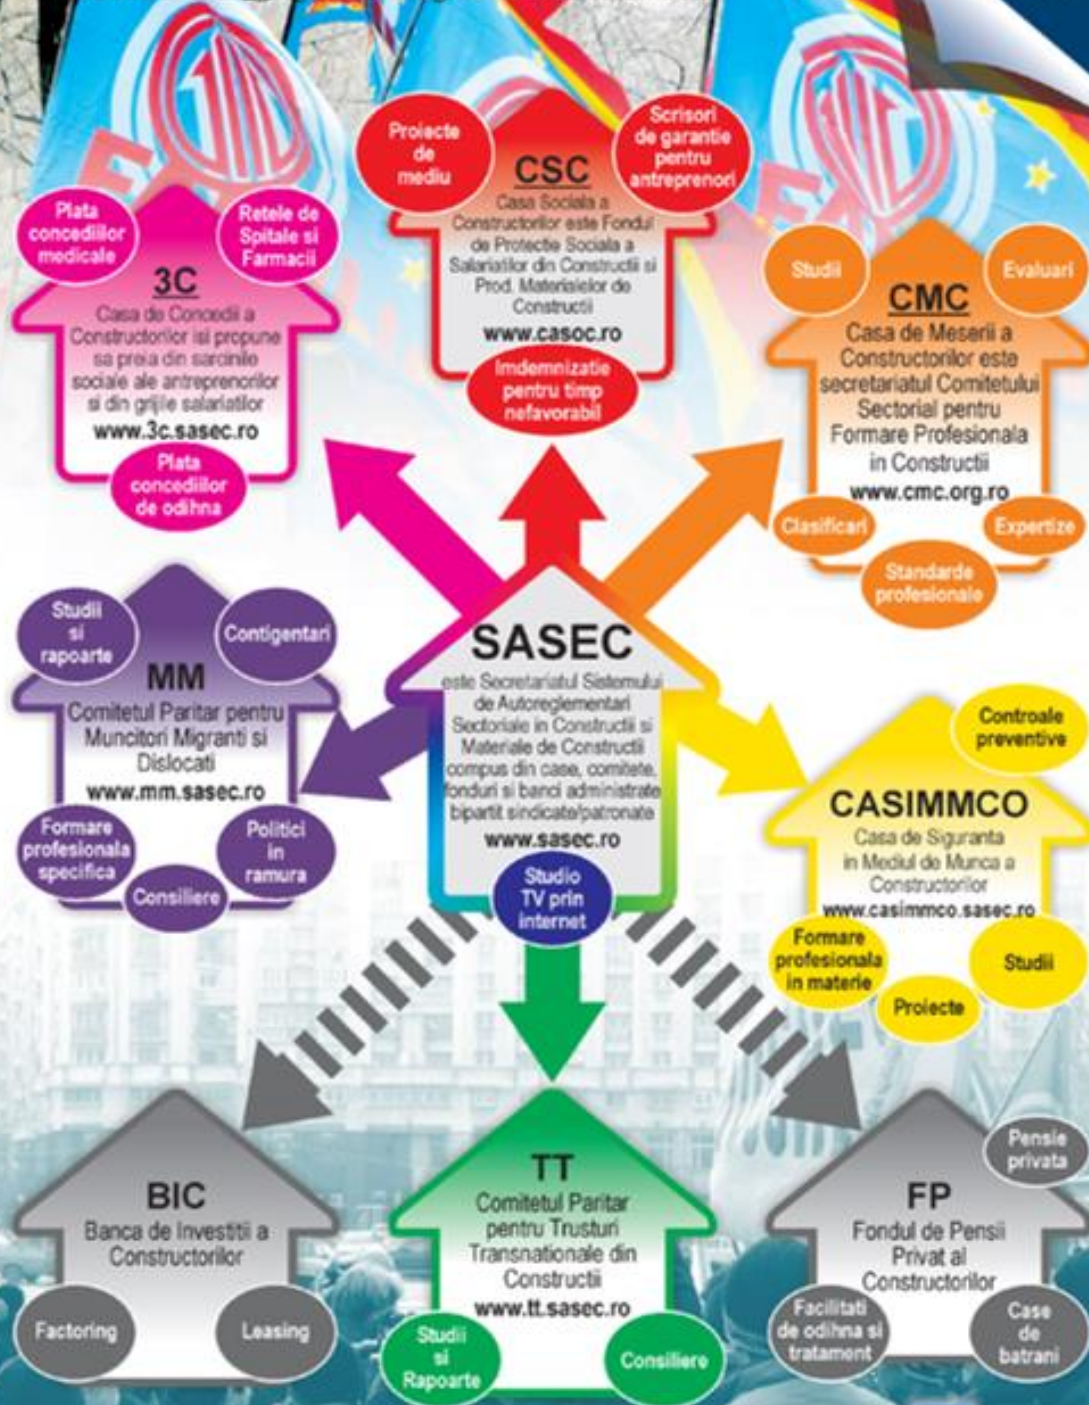 Proiecte
de
mediu
Scrisori
de garantie
pentru
antreprenori
CSC
Casa Sociala a
Constructorilor este Fondul
de Protectie Sociala a
Salariatilor din Constructii si
Prod. Materialelor de
Constructii
www.casoc.ro
Imdemnizatie
pentru timp
nefavorabil
Plata
concediilor
medicale
Retele de
Spitale si
Farmacii
3C
Casa de Concedii a
Constructorilor isi propune
sa preia din sarcinile
sociale ale antreprenorilor
si din grijile salariatilor
www.3c.sasec.ro
Plata
concediilor
de odihna
Studii
Evaluari
CMC
Casa de Meserii a
Constructorilor este
secretariatul Comitetului
Sectorial pentru
Formare Profesionala
in Constructii
www.cmc.org.ro
Clasificari
Expertize
Standarde
profesionale
Studii
si
rapoarte
Contigentari
MM
Comitetul Paritar pentru
Muncitori Migranti si
Dislocati
www.mm.sasec.ro
Formare
profesionala
specifica
Consiliere
Politici
in
ramura
SASEC
este Secretariatul Sistemului
de Autoreglementari
Sectoriale in Constructii si
Materiale de Constructii
compus din case, comitete,
fonduri si banci administrate
bipartit sindicate/patronate
www.sasec.ro
Studio
TV prin
internet
Controale
preventive
CASIMMCO
Casa de Siguranta
in Mediul de Munca a
Constructorilor
www.casimmco.sasec.ro
Formare
profesionala
in materie
Proiecte
Studii
BIC
Banca de Investitii a
Constructorilor
Factoring
Leasing
TT
Comitetul Paritar
pentru Trusturi
Transnationale din
Constructii
www.tt.sasec.ro
Studii
si
Rapoarte
Consiliere
Pensie
privata
FP
Fondul de Pensii
Privat al
Constructorilor
Facilitati
de odihna si
tratament
Case
de
batrani